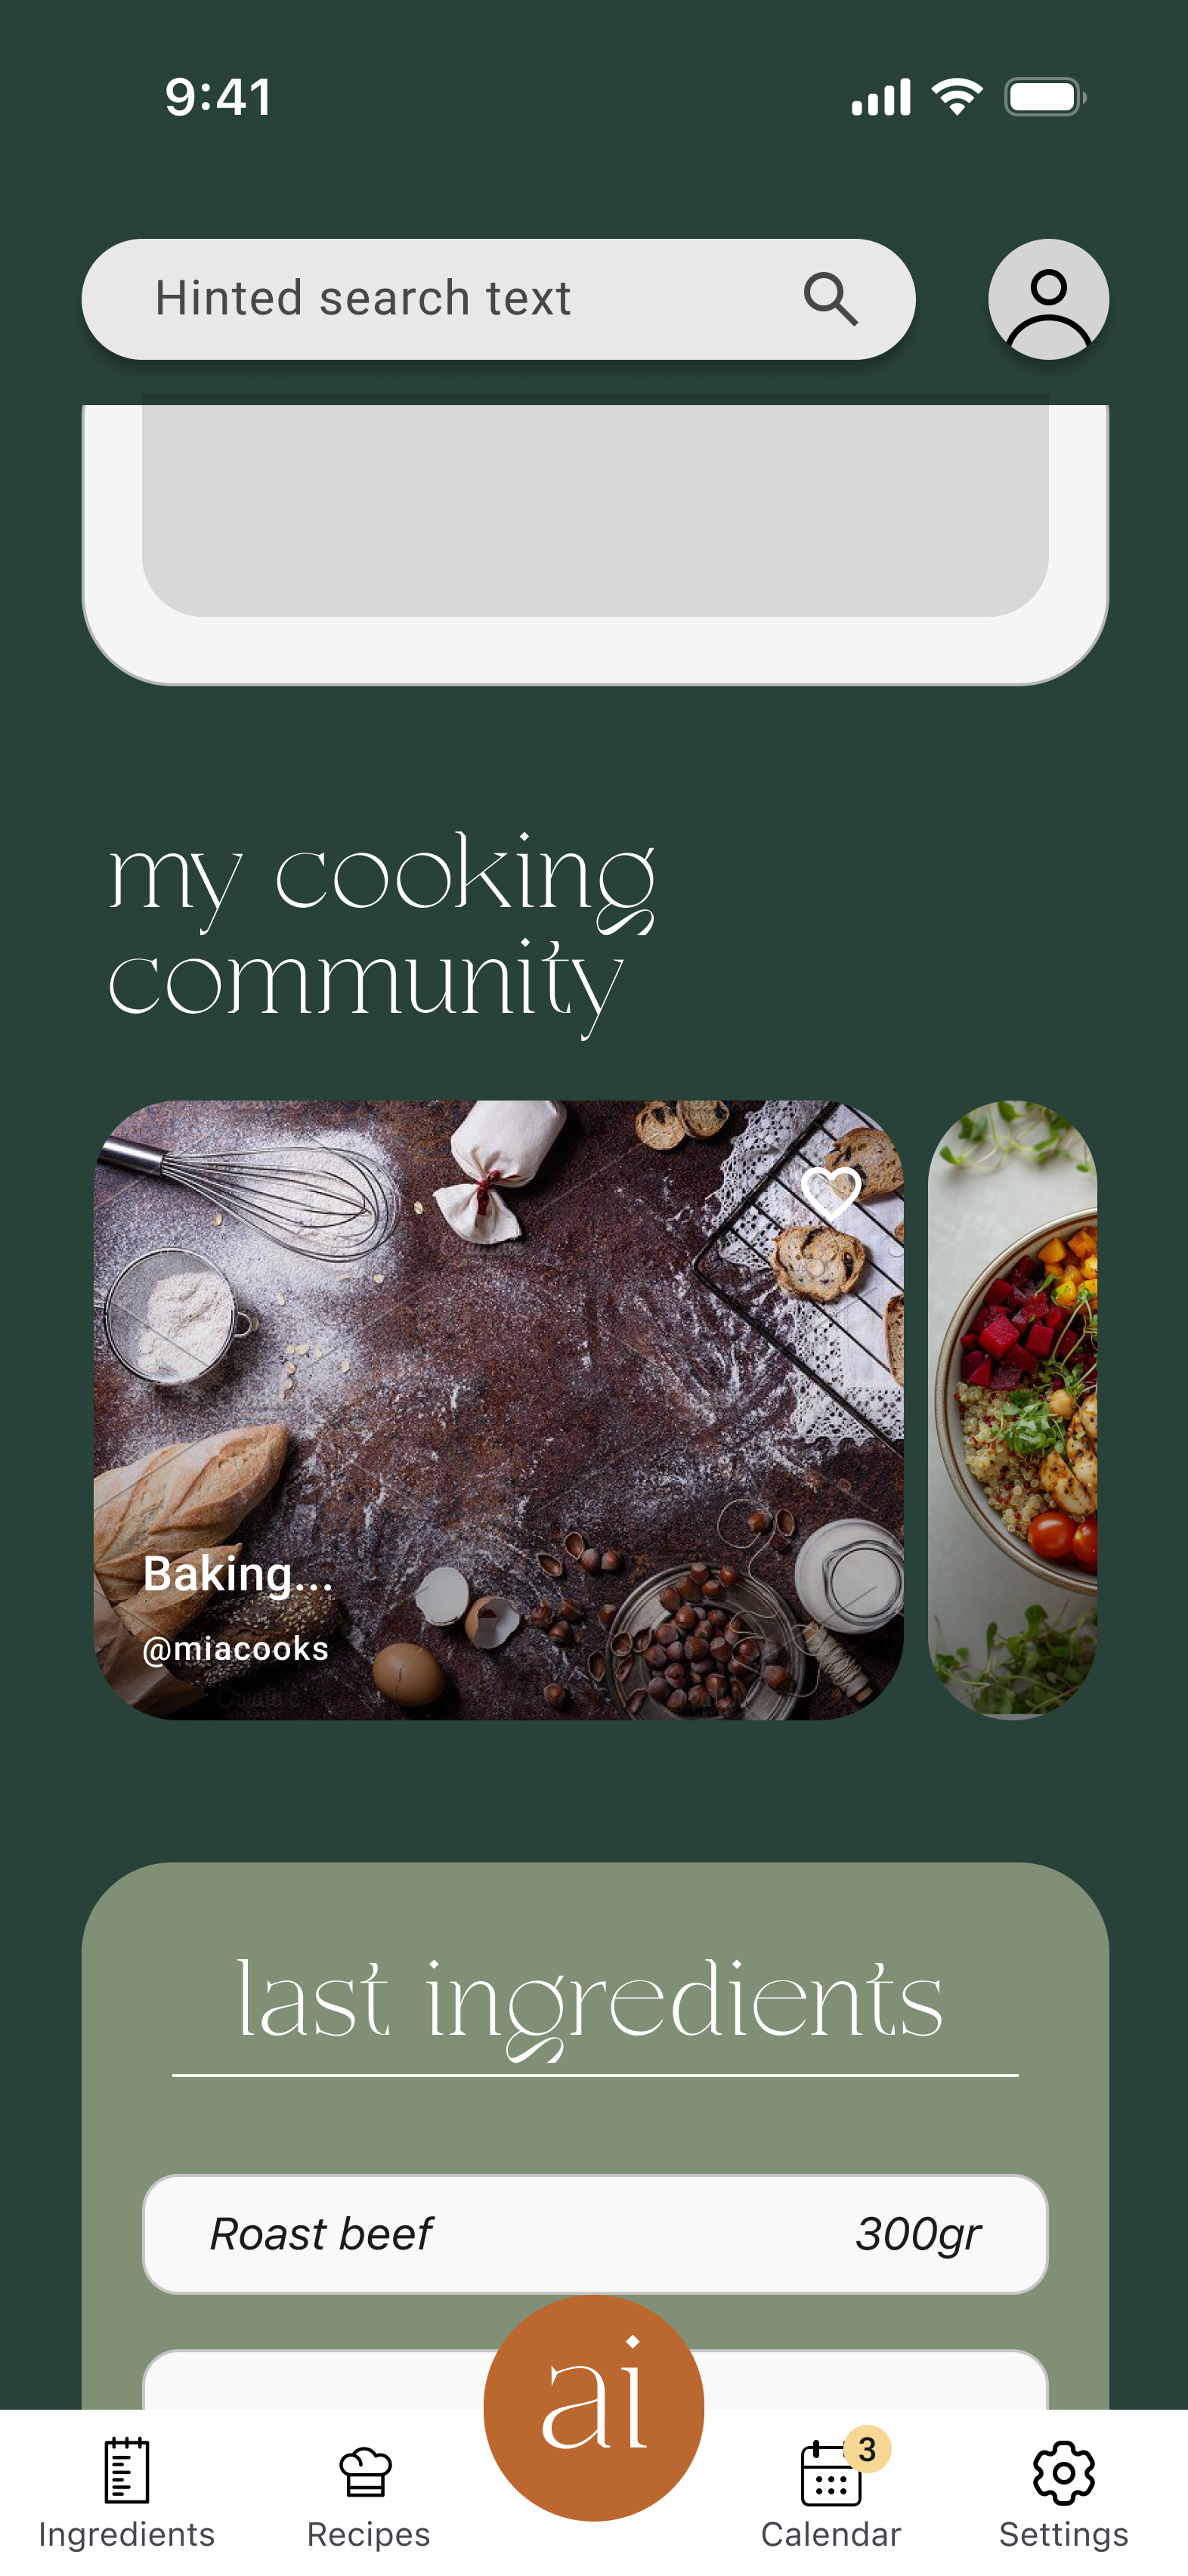 9:41
Hinted search text
my cooking
community
Baking...
@miacooks
last ingredients
Roast beef 300gr
ai
3
Ingredients Recipes Calendar Settings